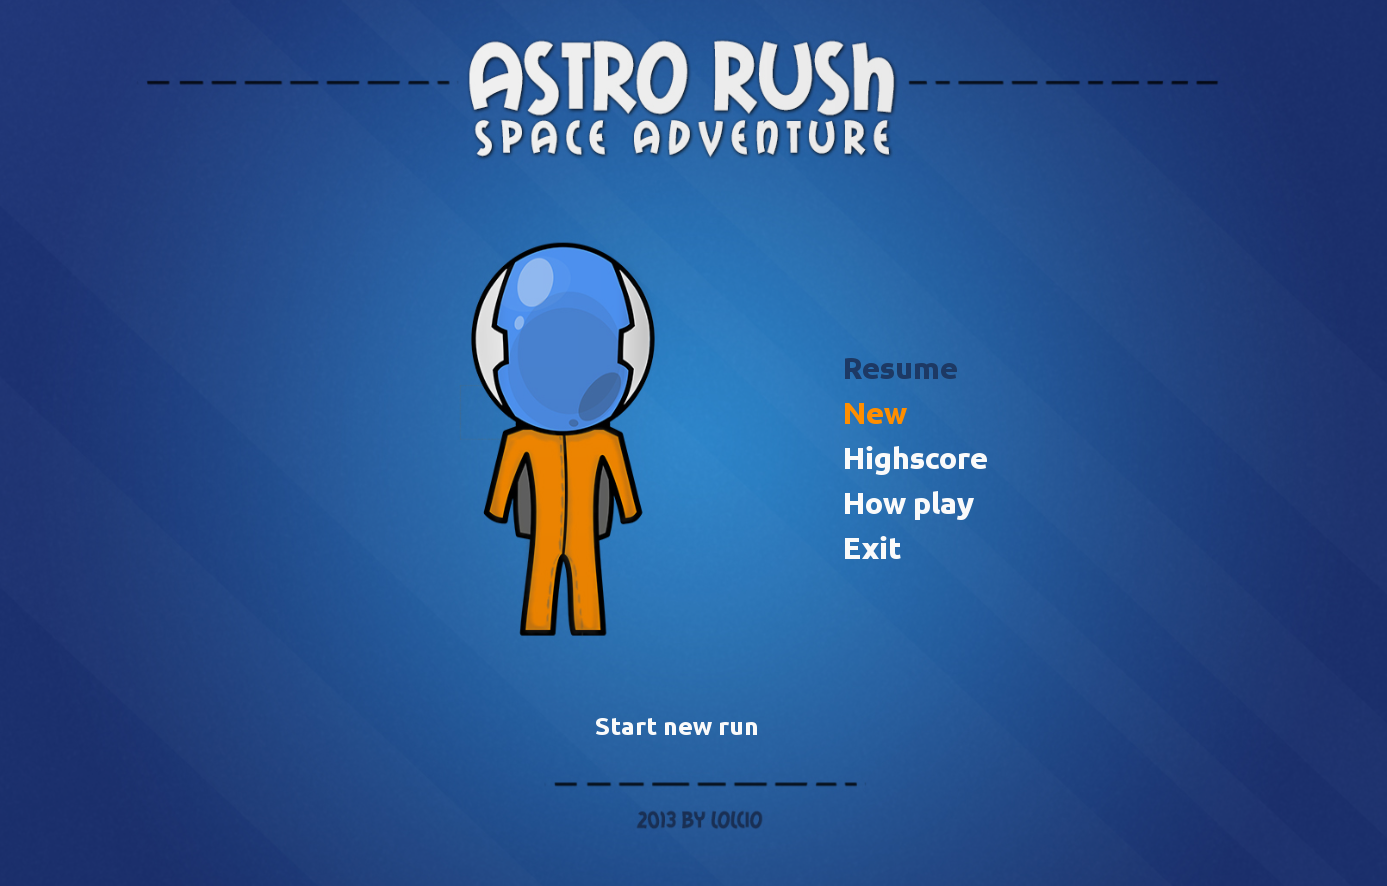 ASTRO RUSh
SPACE ADVENTURE
Resume
New
Highscore
How play
Exit
Start new run
2013 BY LOLCIO